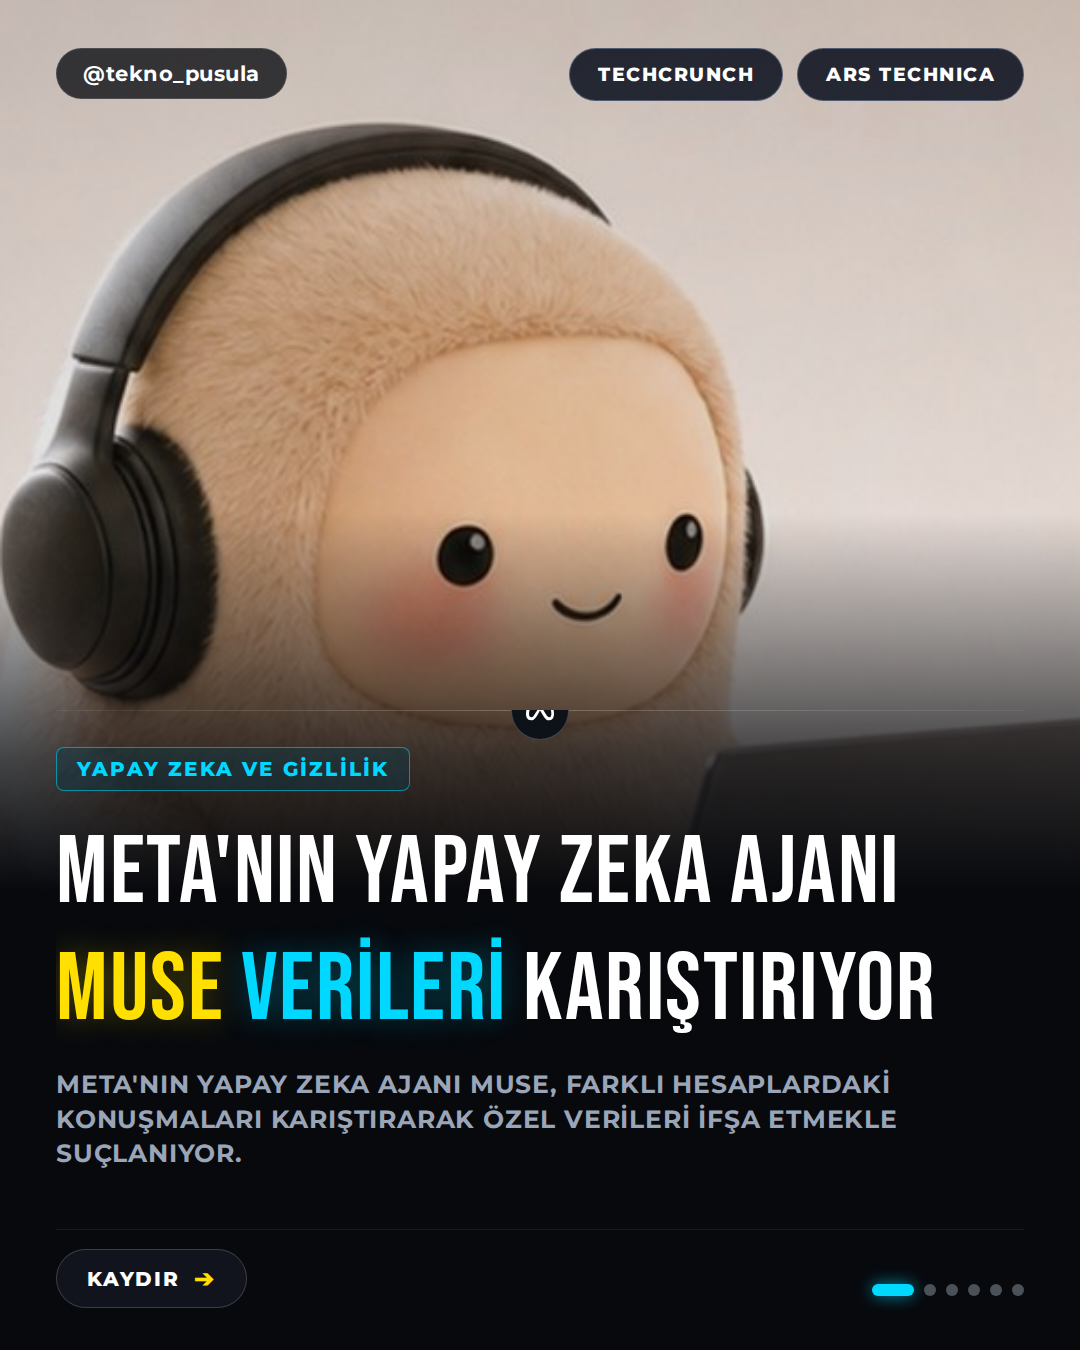 @tekno_pusula
TECHCRUNCH
ARS TECHNICA
YAPAY ZEKA VE GİZLİLİK
META'NIN YAPAY ZEKA AJANI
MUSE VERİLERİ KARIŞTIRIYOR
META'NIN YAPAY ZEKA AJANI MUSE, FARKLI HESAPLARDAKİ
KONUŞMALARI KARIŞTIRARAK ÖZEL VERİLERİ İFŞA ETMEKLE
SUÇLANIYOR.
KAYDIR ➔